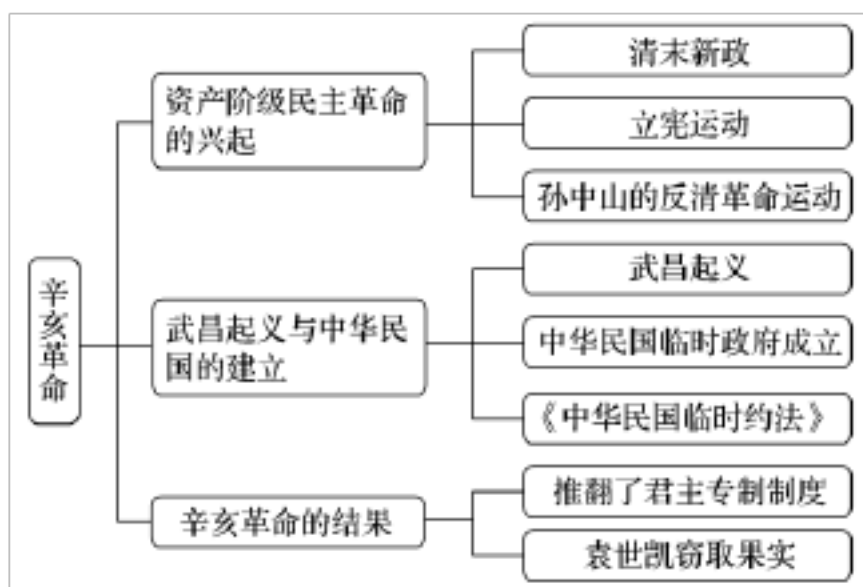 辛亥革命
资产阶级民主革命
的兴起
清末新政
立宪运动
孙中山的反清革命运动
武昌起义与中华民
国的建立
武昌起义
中华民国临时政府成立
《中华民国临时约法》
辛亥革命的结果
推翻了君主专制制度
袁世凯窃取果实